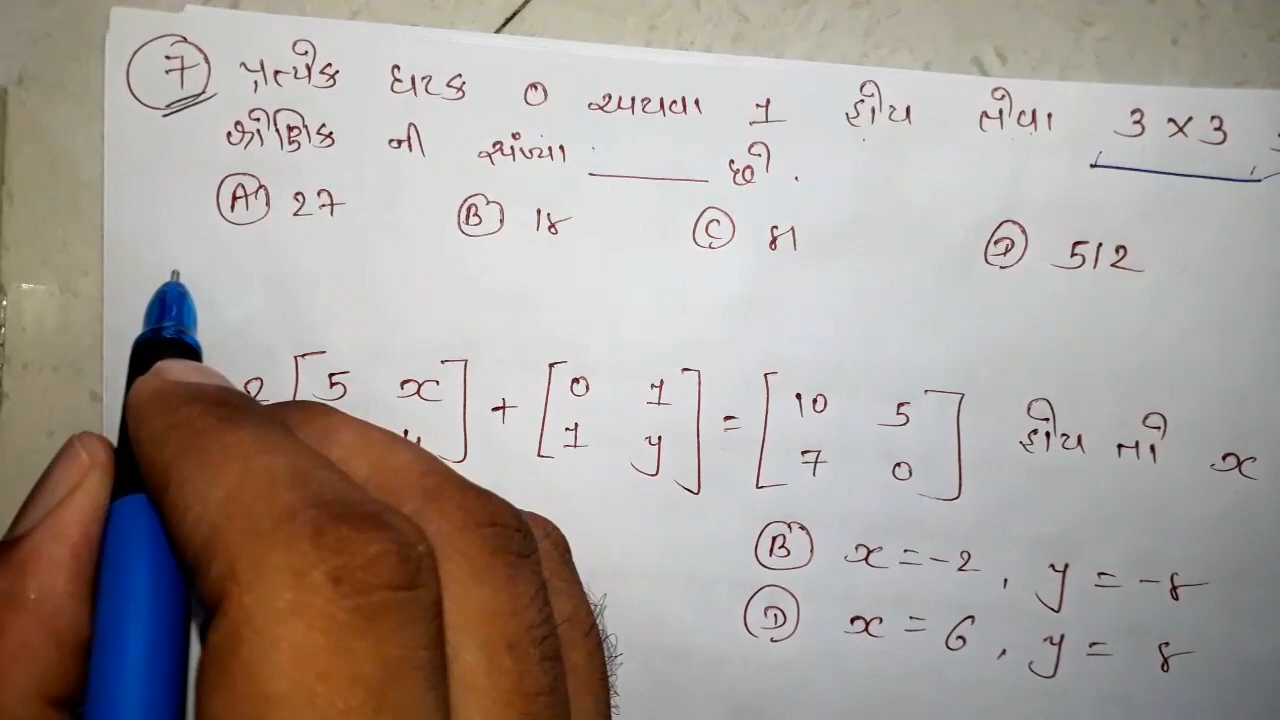 7 પ્રત્યેક ઘટક 0 અથવા 1 હોય તેવા 3 × 3
શ્રેણિક ની સંખ્યા ______ છે.
A 27 B 18 C 81 D 512
2 [5 x] + [0 1] = [10 5] હોય તો x
[1 y] [7 0]
B x = -2, y = -8
D x = 6, y = 8